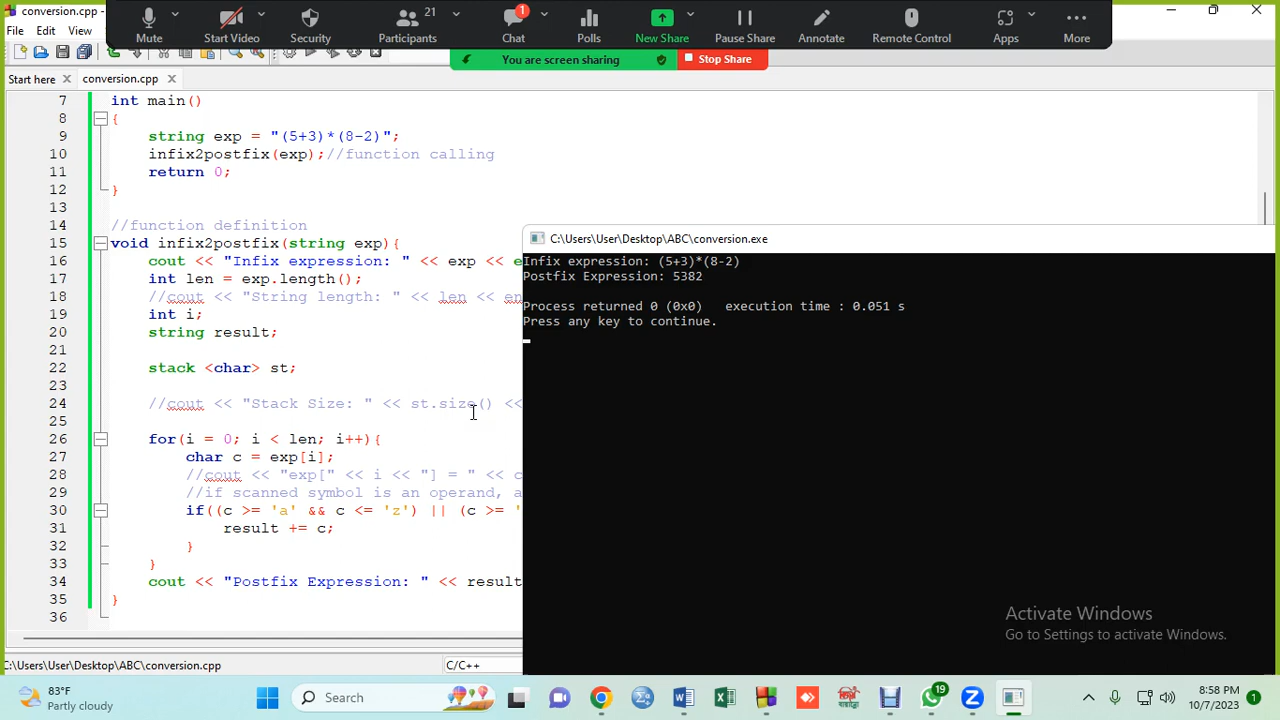 conversion.cpp -
File Edit View
Mute
Start Video
Security
21
Participants
1
Chat
Polls
New Share
Pause Share
Annotate
Remote Control
Apps
More
You are screen sharing
Stop Share
Start here
conversion.cpp
7 int main()
8 {
9 string exp = "(5+3)*(8-2)";
10 infix2postfix(exp);//function calling
11 return 0;
12 }
13
14 //function definition
15 void infix2postfix(string exp){
16 cout << "Infix expression: " << exp << e
17 int len = exp.length();
18 //cout << "String length: " << len << en
19 int i;
20 string result;
21
22 stack <char> st;
23
24 //cout << "Stack Size: " << st.size() <<
25
26 for(i = 0; i < len; i++){
27 char c = exp[i];
28 //cout << "exp[" << i << "] = " << c
29 //if scanned symbol is an operand, a
30 if((c >= 'a' && c <= 'z') || (c >= '
31 result += c;
32 }
33 }
34 cout << "Postfix Expression: " << result
35 }
36
C:\Users\User\Desktop\ABC\conversion.exe
Infix expression: (5+3)*(8-2)
Postfix Expression: 5382
Process returned 0 (0x0) execution time : 0.051 s
Press any key to continue.
Activate Windows
Go to Settings to activate Windows.
C:\Users\User\Desktop\ABC\conversion.cpp
C/C++
83°F
Partly cloudy
Search
19
8:58 PM
10/7/2023
1